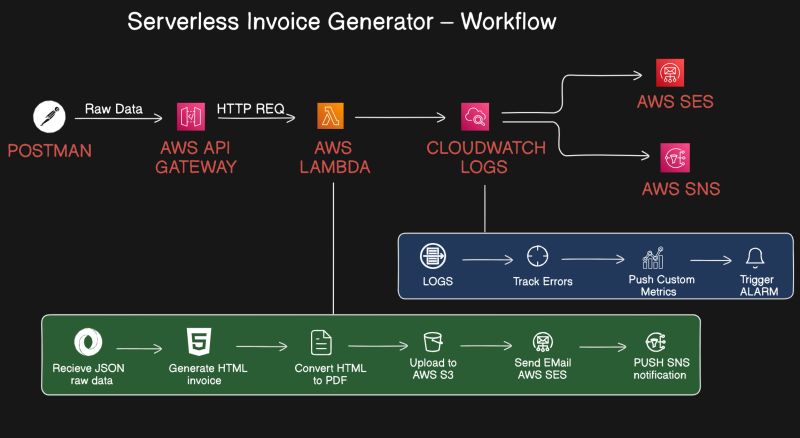 Serverless Invoice Generator – Workflow
Raw Data
HTTP REQ
POSTMAN
AWS API
GATEWAY
AWS
LAMBDA
CLOUDWATCH
LOGS
AWS SES
AWS SNS
LOGS
Track Errors
Push Custom
Metrics
Trigger
ALARM
Recieve JSON
raw data
Generate HTML
invoice
Convert HTML
to PDF
Upload to
AWS S3
Send EMail
AWS SES
PUSH SNS
notification